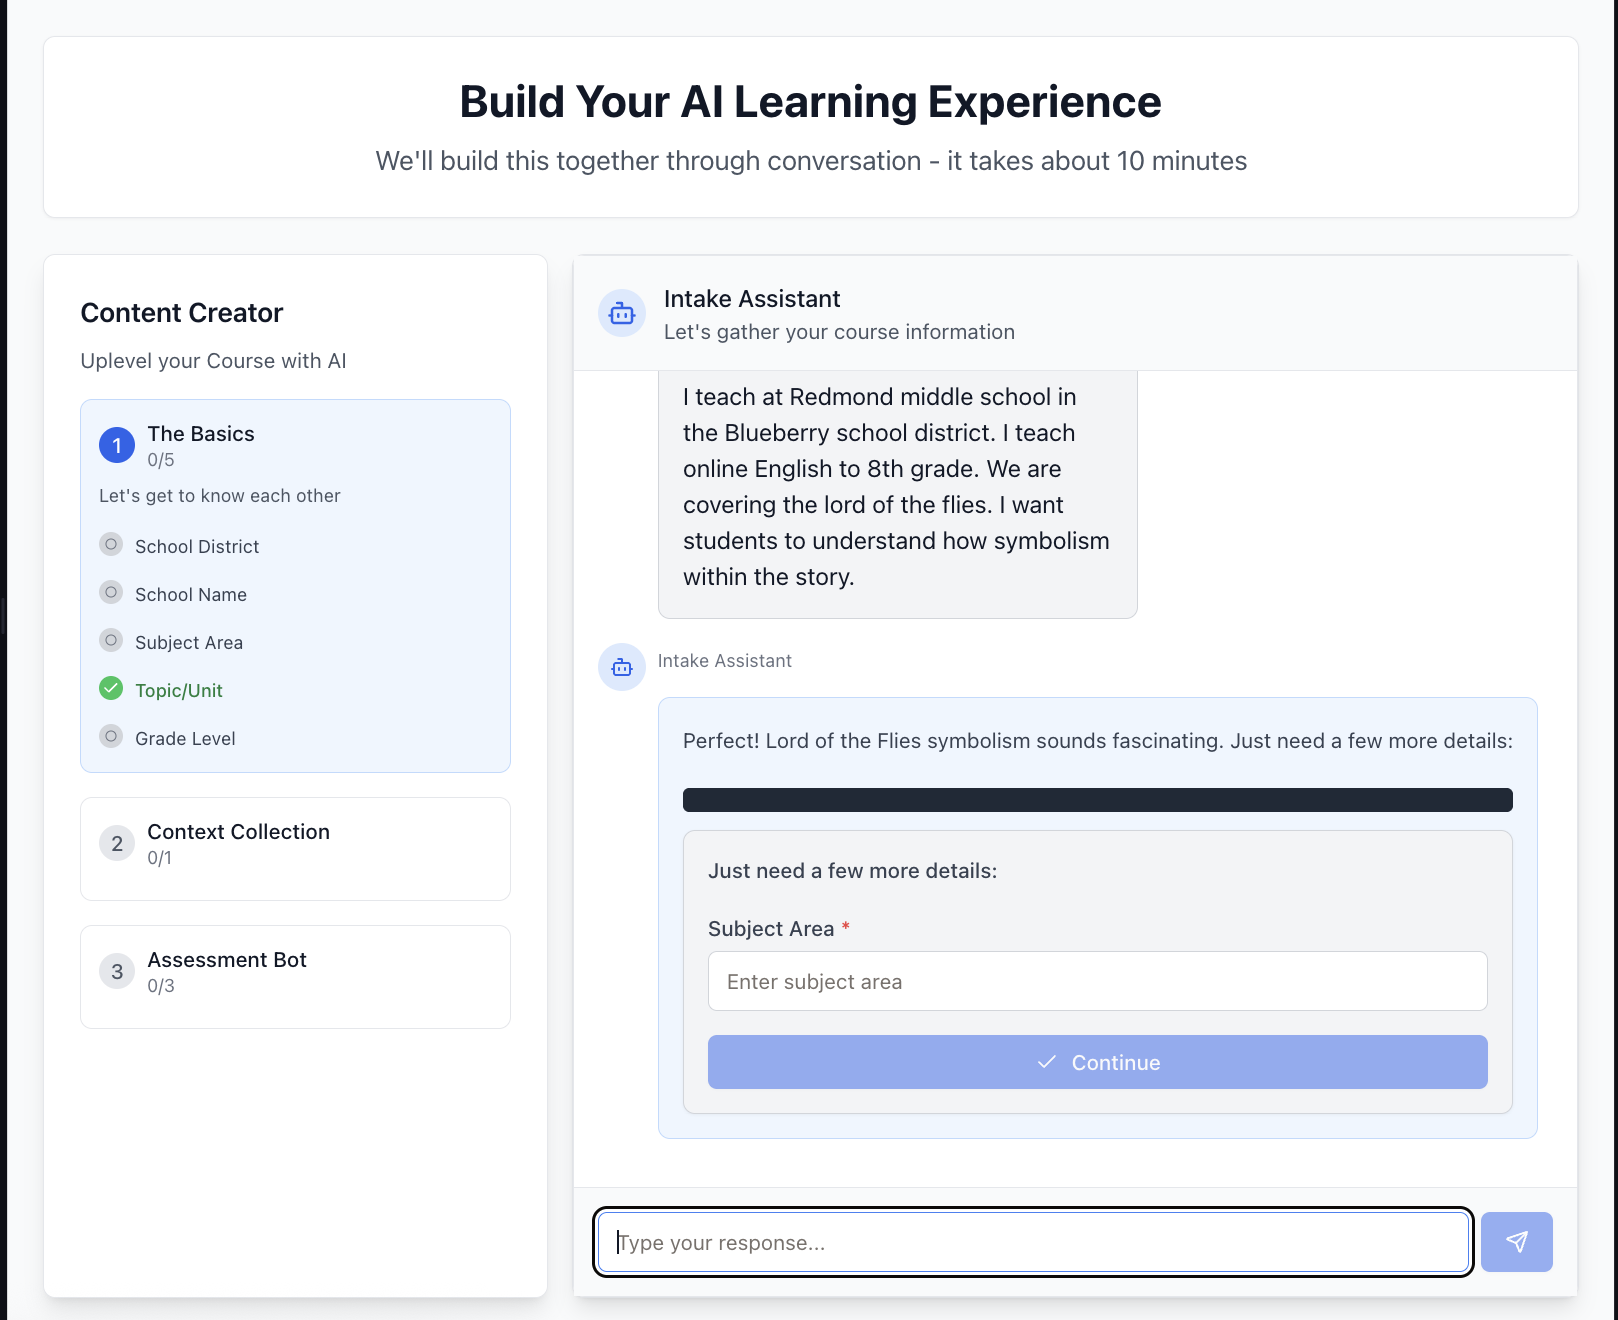 Build Your AI Learning Experience
We'll build this together through conversation - it takes about 10 minutes
Content Creator
Uplevel your Course with AI
1
The Basics
0/5
Let's get to know each other
School District
School Name
Subject Area
Topic/Unit
Grade Level
2
Context Collection
0/1
3
Assessment Bot
0/3
Intake Assistant
Let's gather your course information
I teach at Redmond middle school in
the Blueberry school district. I teach
online English to 8th grade. We are
covering the lord of the flies. I want
students to understand how symbolism
within the story.
Intake Assistant
Perfect! Lord of the Flies symbolism sounds fascinating. Just need a few more details:
Just need a few more details:
Subject Area *
Enter subject area
Continue
Type your response...